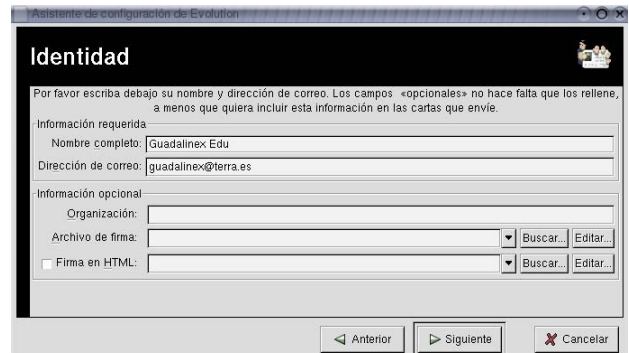 Asistente de configuración de Evolution
Identidad
Por favor escriba debajo su nombre y dirección de correo. Los campos «opcionales» no hace falta que los rellene,
a menos que quiera incluir esta información en las cartas que envíe.
Información requerida
Nombre completo: Guadalinex Edu
Dirección de correo: guadalinex@terra.es
Información opcional
Organización:
Archivo de firma: Buscar... Editar...
Firma en HTML: Buscar... Editar...
Anterior Siguiente Cancelar